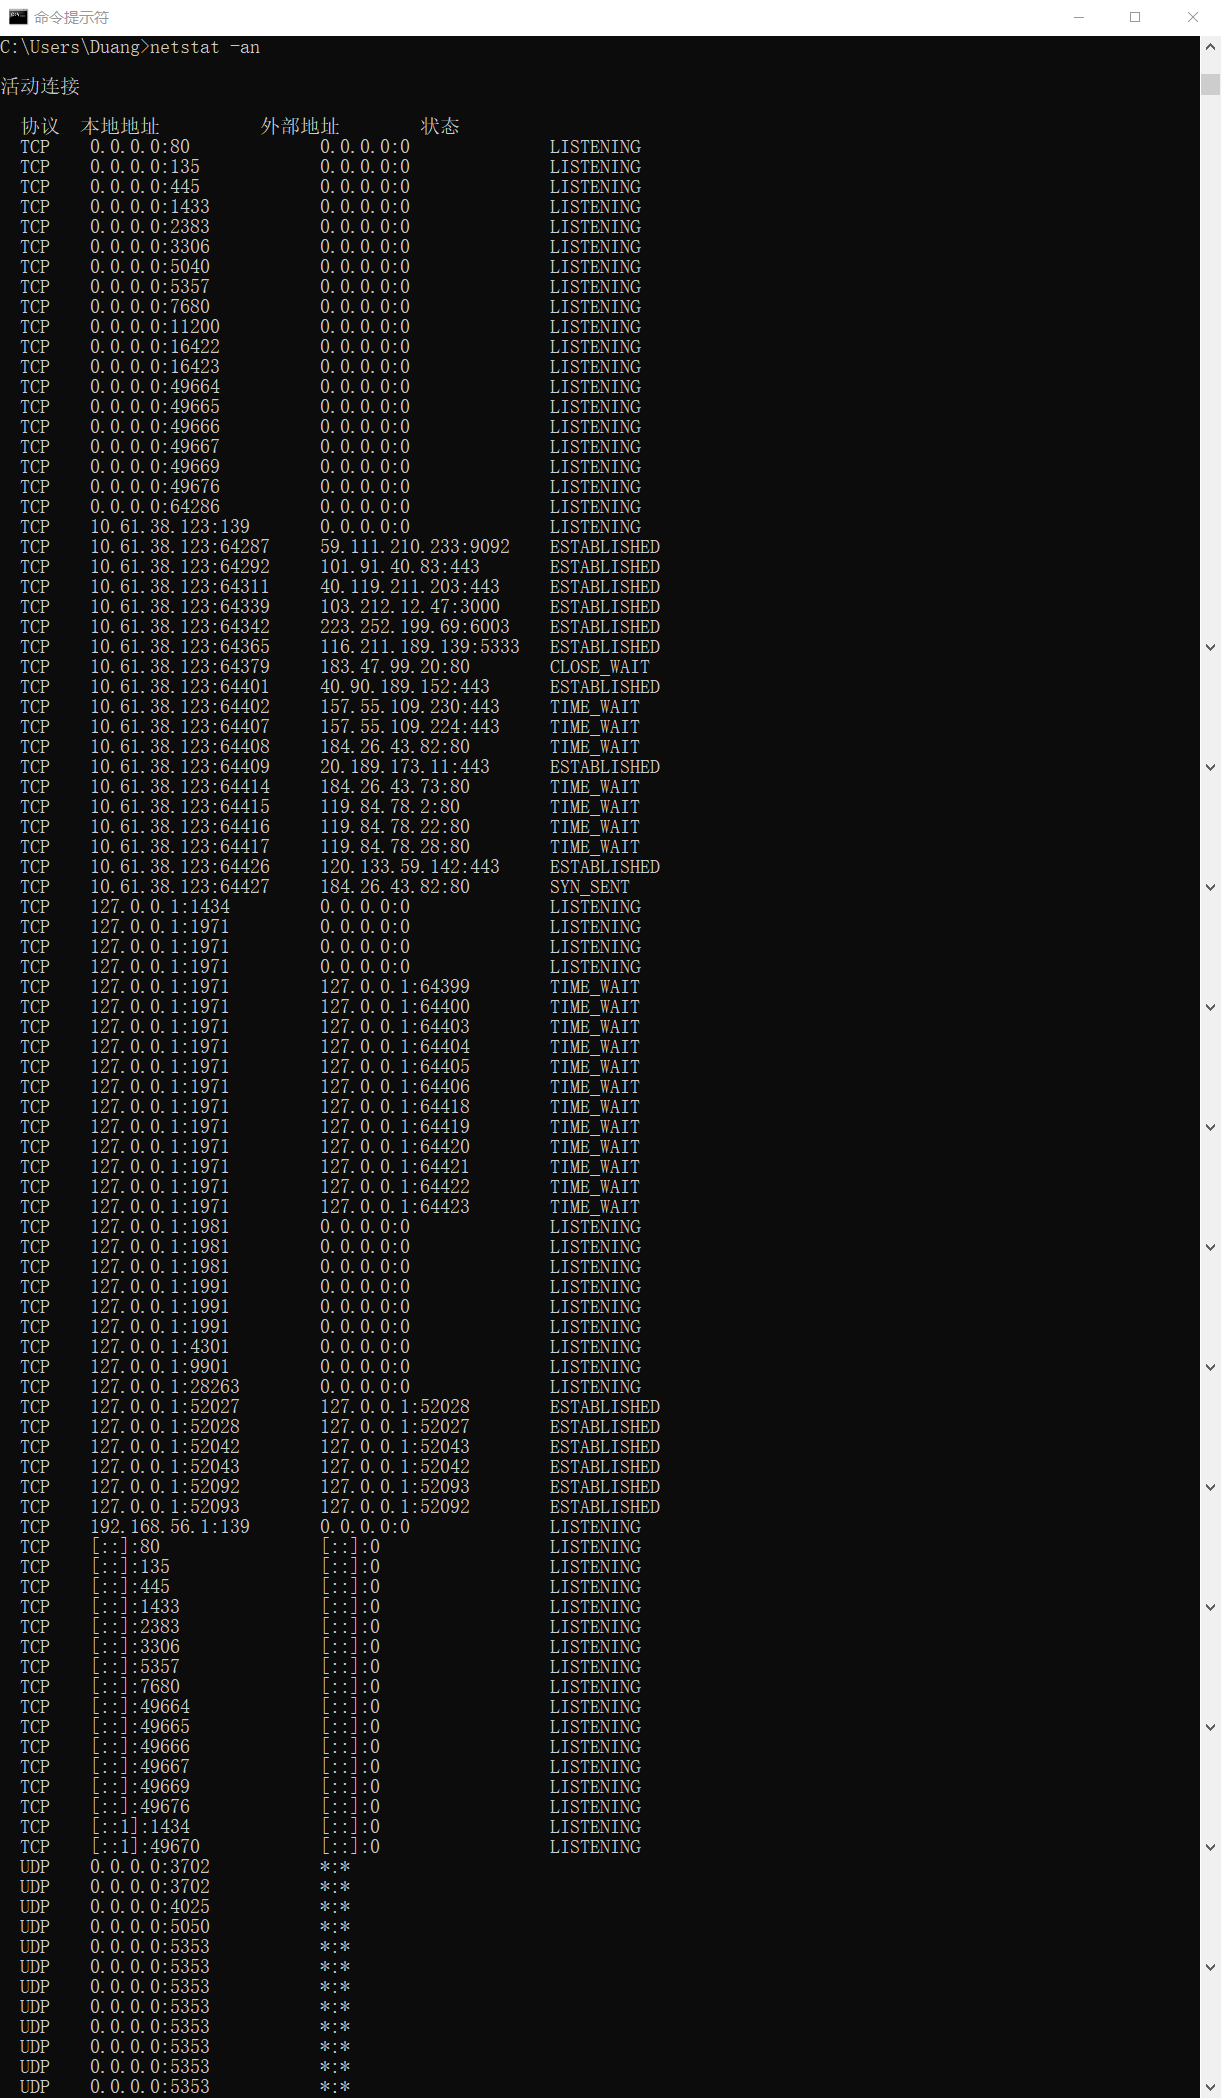 命令提示符
C:\Users\Duang>netstat -an
活动连接
协议 本地地址 外部地址 状态
TCP 0.0.0.0:80 0.0.0.0:0 LISTENING
TCP 0.0.0.0:135 0.0.0.0:0 LISTENING
TCP 0.0.0.0:445 0.0.0.0:0 LISTENING
TCP 0.0.0.0:1433 0.0.0.0:0 LISTENING
TCP 0.0.0.0:2383 0.0.0.0:0 LISTENING
TCP 0.0.0.0:3306 0.0.0.0:0 LISTENING
TCP 0.0.0.0:5040 0.0.0.0:0 LISTENING
TCP 0.0.0.0:5357 0.0.0.0:0 LISTENING
TCP 0.0.0.0:7680 0.0.0.0:0 LISTENING
TCP 0.0.0.0:11200 0.0.0.0:0 LISTENING
TCP 0.0.0.0:16422 0.0.0.0:0 LISTENING
TCP 0.0.0.0:16423 0.0.0.0:0 LISTENING
TCP 0.0.0.0:49664 0.0.0.0:0 LISTENING
TCP 0.0.0.0:49665 0.0.0.0:0 LISTENING
TCP 0.0.0.0:49666 0.0.0.0:0 LISTENING
TCP 0.0.0.0:49667 0.0.0.0:0 LISTENING
TCP 0.0.0.0:49669 0.0.0.0:0 LISTENING
TCP 0.0.0.0:49676 0.0.0.0:0 LISTENING
TCP 0.0.0.0:64286 0.0.0.0:0 LISTENING
TCP 10.61.38.123:139 0.0.0.0:0 LISTENING
TCP 10.61.38.123:64287 59.111.210.233:9092 ESTABLISHED
TCP 10.61.38.123:64292 101.91.40.83:443 ESTABLISHED
TCP 10.61.38.123:64311 40.119.211.203:443 ESTABLISHED
TCP 10.61.38.123:64339 103.212.12.47:3000 ESTABLISHED
TCP 10.61.38.123:64342 223.252.199.69:6003 ESTABLISHED
TCP 10.61.38.123:64365 116.211.189.139:5333 ESTABLISHED
TCP 10.61.38.123:64379 183.47.99.20:80 CLOSE_WAIT
TCP 10.61.38.123:64401 40.90.189.152:443 ESTABLISHED
TCP 10.61.38.123:64402 157.55.109.230:443 TIME_WAIT
TCP 10.61.38.123:64407 157.55.109.224:443 TIME_WAIT
TCP 10.61.38.123:64408 184.26.43.82:80 TIME_WAIT
TCP 10.61.38.123:64409 20.189.173.11:443 ESTABLISHED
TCP 10.61.38.123:64414 184.26.43.73:80 TIME_WAIT
TCP 10.61.38.123:64415 119.84.78.2:80 TIME_WAIT
TCP 10.61.38.123:64416 119.84.78.22:80 TIME_WAIT
TCP 10.61.38.123:64417 119.84.78.28:80 TIME_WAIT
TCP 10.61.38.123:64426 120.133.59.142:443 ESTABLISHED
TCP 10.61.38.123:64427 184.26.43.82:80 SYN_SENT
TCP 127.0.0.1:1434 0.0.0.0:0 LISTENING
TCP 127.0.0.1:1971 0.0.0.0:0 LISTENING
TCP 127.0.0.1:1971 0.0.0.0:0 LISTENING
TCP 127.0.0.1:1971 0.0.0.0:0 LISTENING
TCP 127.0.0.1:1971 127.0.0.1:64399 TIME_WAIT
TCP 127.0.0.1:1971 127.0.0.1:64400 TIME_WAIT
TCP 127.0.0.1:1971 127.0.0.1:64403 TIME_WAIT
TCP 127.0.0.1:1971 127.0.0.1:64404 TIME_WAIT
TCP 127.0.0.1:1971 127.0.0.1:64405 TIME_WAIT
TCP 127.0.0.1:1971 127.0.0.1:64406 TIME_WAIT
TCP 127.0.0.1:1971 127.0.0.1:64418 TIME_WAIT
TCP 127.0.0.1:1971 127.0.0.1:64419 TIME_WAIT
TCP 127.0.0.1:1971 127.0.0.1:64420 TIME_WAIT
TCP 127.0.0.1:1971 127.0.0.1:64421 TIME_WAIT
TCP 127.0.0.1:1971 127.0.0.1:64422 TIME_WAIT
TCP 127.0.0.1:1971 127.0.0.1:64423 TIME_WAIT
TCP 127.0.0.1:1981 0.0.0.0:0 LISTENING
TCP 127.0.0.1:1981 0.0.0.0:0 LISTENING
TCP 127.0.0.1:1981 0.0.0.0:0 LISTENING
TCP 127.0.0.1:1991 0.0.0.0:0 LISTENING
TCP 127.0.0.1:1991 0.0.0.0:0 LISTENING
TCP 127.0.0.1:1991 0.0.0.0:0 LISTENING
TCP 127.0.0.1:4301 0.0.0.0:0 LISTENING
TCP 127.0.0.1:9901 0.0.0.0:0 LISTENING
TCP 127.0.0.1:28263 0.0.0.0:0 LISTENING
TCP 127.0.0.1:52027 127.0.0.1:52028 ESTABLISHED
TCP 127.0.0.1:52028 127.0.0.1:52027 ESTABLISHED
TCP 127.0.0.1:52042 127.0.0.1:52043 ESTABLISHED
TCP 127.0.0.1:52043 127.0.0.1:52042 ESTABLISHED
TCP 127.0.0.1:52092 127.0.0.1:52093 ESTABLISHED
TCP 127.0.0.1:52093 127.0.0.1:52092 ESTABLISHED
TCP 192.168.56.1:139 0.0.0.0:0 LISTENING
TCP [::]:80 [::]:0 LISTENING
TCP [::]:135 [::]:0 LISTENING
TCP [::]:445 [::]:0 LISTENING
TCP [::]:1433 [::]:0 LISTENING
TCP [::]:2383 [::]:0 LISTENING
TCP [::]:3306 [::]:0 LISTENING
TCP [::]:5357 [::]:0 LISTENING
TCP [::]:7680 [::]:0 LISTENING
TCP [::]:49664 [::]:0 LISTENING
TCP [::]:49665 [::]:0 LISTENING
TCP [::]:49666 [::]:0 LISTENING
TCP [::]:49667 [::]:0 LISTENING
TCP [::]:49669 [::]:0 LISTENING
TCP [::]:49676 [::]:0 LISTENING
TCP [::1]:1434 [::]:0 LISTENING
TCP [::1]:49670 [::]:0 LISTENING
UDP 0.0.0.0:3702 *:*
UDP 0.0.0.0:3702 *:*
UDP 0.0.0.0:4025 *:*
UDP 0.0.0.0:5050 *:*
UDP 0.0.0.0:5353 *:*
UDP 0.0.0.0:5353 *:*
UDP 0.0.0.0:5353 *:*
UDP 0.0.0.0:5353 *:*
UDP 0.0.0.0:5353 *:*
UDP 0.0.0.0:5353 *:*
UDP 0.0.0.0:5353 *:*
UDP 0.0.0.0:5353 *:*